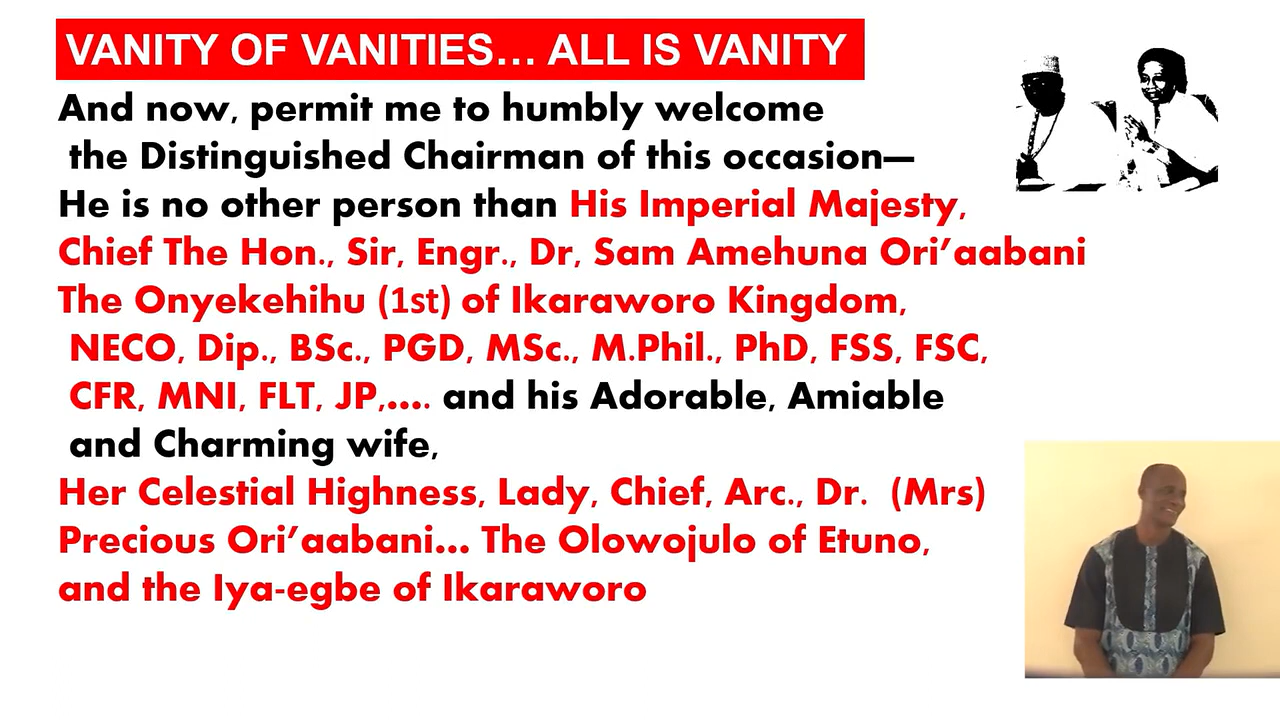 VANITY OF VANITIES... ALL IS VANITY
And now, permit me to humbly welcome
the Distinguished Chairman of this occasion—
He is no other person than His Imperial Majesty,
Chief The Hon., Sir, Engr., Dr, Sam Amehuna Ori’aabani
The Onyekehihu (1st) of Ikaraworo Kingdom,
NECO, Dip., BSc., PGD, MSc., M.Phil., PhD, FSS, FSC,
CFR, MNI, FLT, JP,.... and his Adorable, Amiable
and Charming wife,
Her Celestial Highness, Lady, Chief, Arc., Dr. (Mrs)
Precious Ori’aabani... The Olowojulo of Etuno,
and the Iya-egbe of Ikaraworo